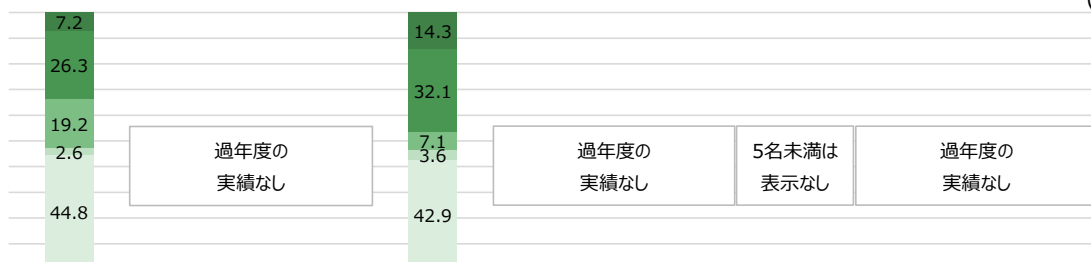 7.2
26.3
19.2
2.6
44.8
過年度の
実績なし
14.3
32.1
7.1
3.6
42.9
過年度の
実績なし
5名未満は
表示なし
過年度の
実績なし